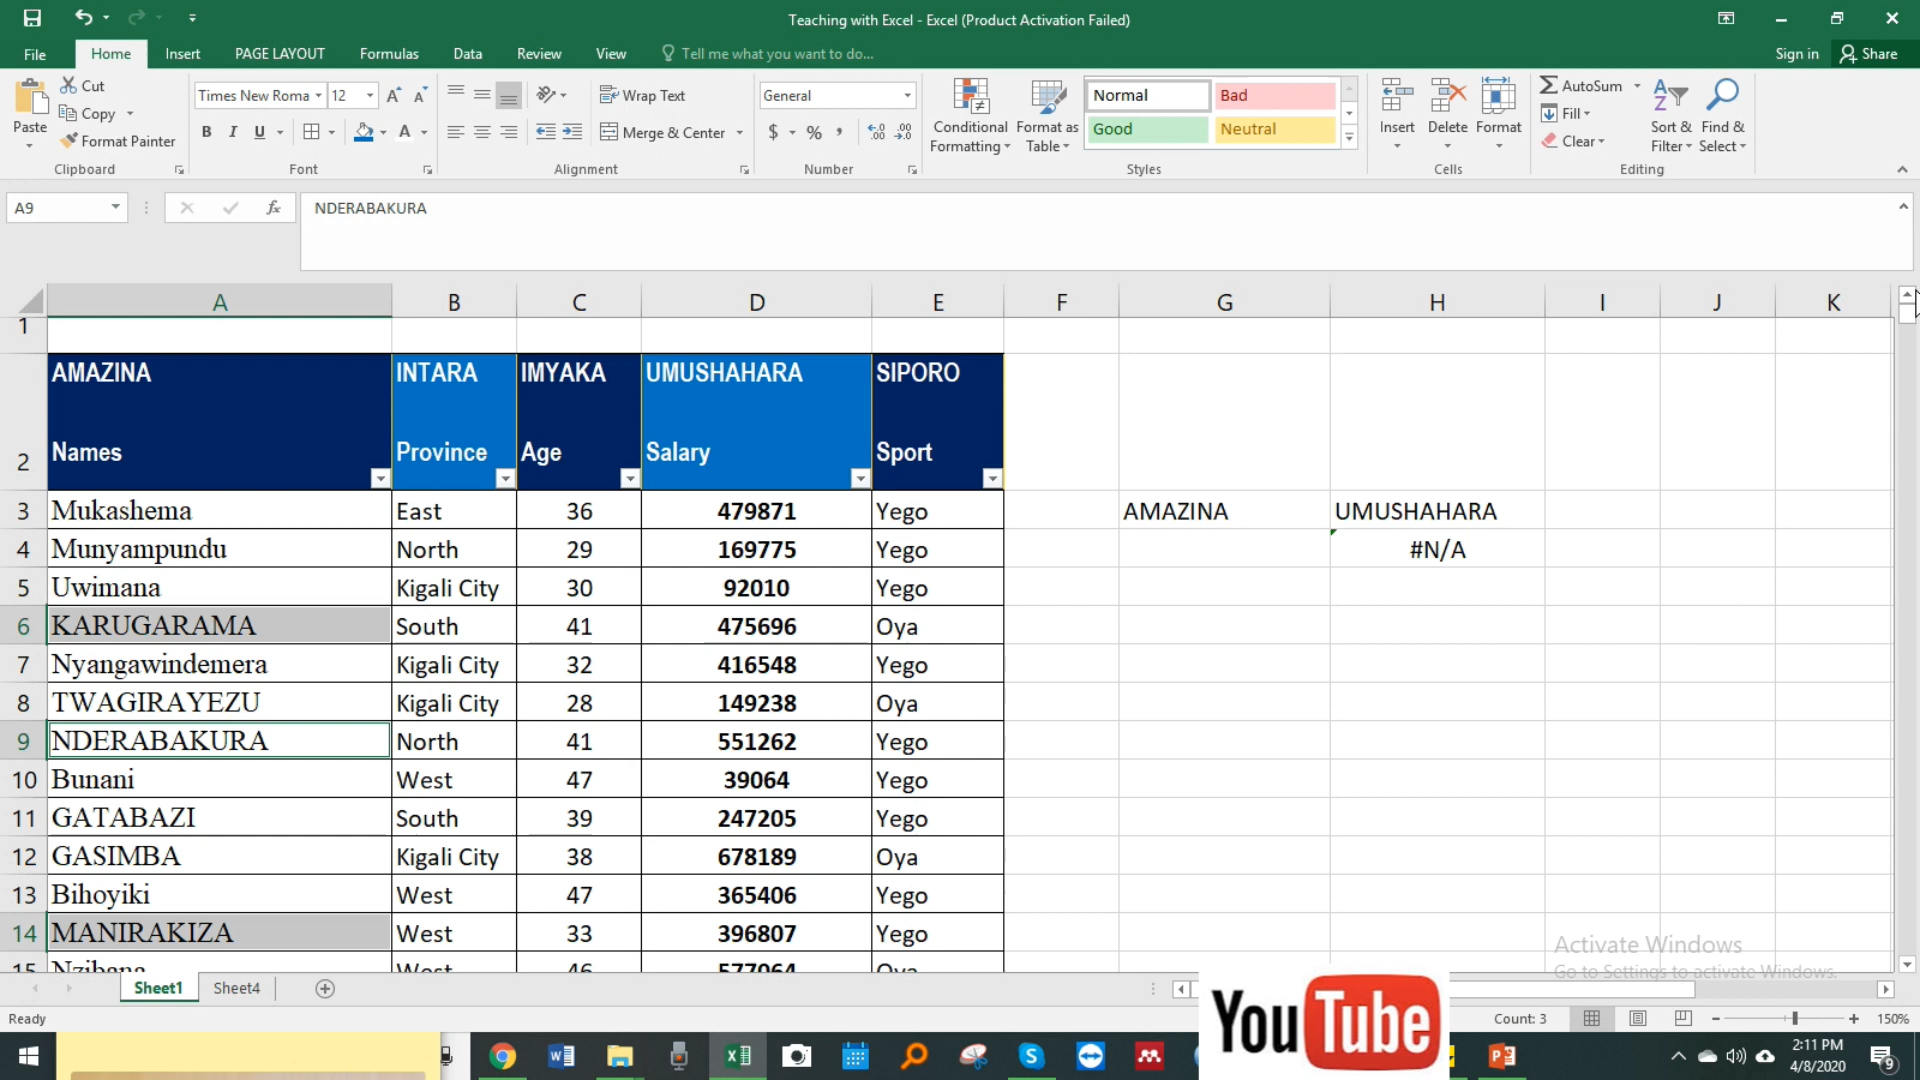 Teaching with Excel - Excel (Product Activation Failed)
File Home Insert PAGE LAYOUT Formulas Data Review View Tell me what you want to do... Sign in Share
Paste Cut Copy Format Painter Clipboard
Times New Roma 12 B I U A Font
Wrap Text Merge & Center Alignment
General $ % , Number
Conditional Formatting Format as Table Normal Bad Good Neutral Styles
Insert Delete Format Cells
AutoSum Fill Clear Sort & Filter Find & Select Editing
A9 fx NDERABAKURA
A B C D E F G H I J K
1
2 AMAZINA INTARA IMYAKA UMUSHAHARA SIPORO
Names Province Age Salary Sport
3 Mukashema East 36 479871 Yego AMAZINA UMUSHAHARA
4 Munyampundu North 29 169775 Yego #N/A
5 Uwimana Kigali City 30 92010 Yego
6 KARUGARAMA South 41 475696 Oya
7 Nyangawindemera Kigali City 32 416548 Yego
8 TWAGIRAYEZU Kigali City 28 149238 Oya
9 NDERABAKURA North 41 551262 Yego
10 Bunani West 47 39064 Yego
11 GATABAZI South 39 247205 Yego
12 GASIMBA Kigali City 38 678189 Oya
13 Bihoyiki West 47 365406 Yego
14 MANIRAKIZA West 33 396807 Yego
15 Nzibana West 46 577064 Oya
Activate Windows
Go to Settings to activate Windows.
Sheet1 Sheet4
YouTube
Ready Count: 3 150%
2:11 PM
4/8/2020
9